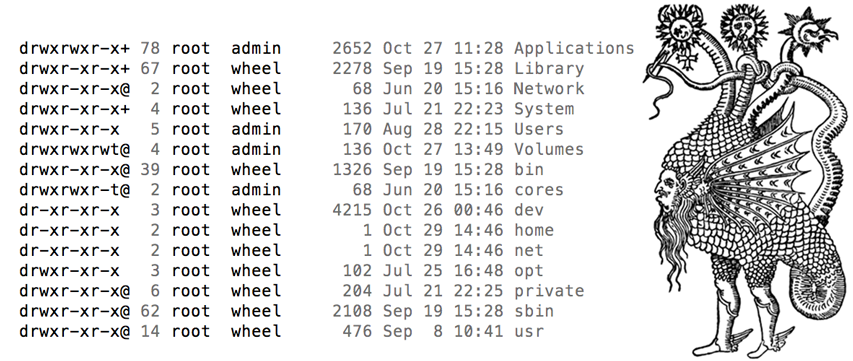 drwxrwxr-x+ 78 root  admin     2652 Oct 27 11:28 Applications
drwxrwxr-x+ 67 root  wheel     2278 Sep 19 15:28 Library
drwxr-xr-x@  2 root  wheel       68 Jun 20 15:16 Network
drwxr-xr-x+  4 root  wheel      136 Jul 21 22:23 System
drwxr-xr-x   5 root  admin      170 Aug 28 22:15 Users
drwxrwxrwt@  4 root  admin      136 Oct 27 13:49 Volumes
drwxr-xr-x@ 39 root  wheel     1326 Sep 19 15:28 bin
drwxrwxr-t@  2 root  admin       68 Jun 20 15:16 cores
dr-xr-xr-x   3 root  wheel     4215 Oct 26 00:46 dev
dr-xr-xr-x   2 root  wheel        1 Oct 29 14:46 home
dr-xr-xr-x   2 root  wheel        1 Oct 29 14:46 net
drwxr-xr-x   3 root  wheel      102 Jul 25 16:48 opt
drwxr-xr-x@  6 root  wheel      204 Jul 21 22:25 private
drwxr-xr-x@ 62 root  wheel     2108 Sep 19 15:28 sbin
drwxr-xr-x@ 14 root  wheel      476 Sep  8 10:41 usr